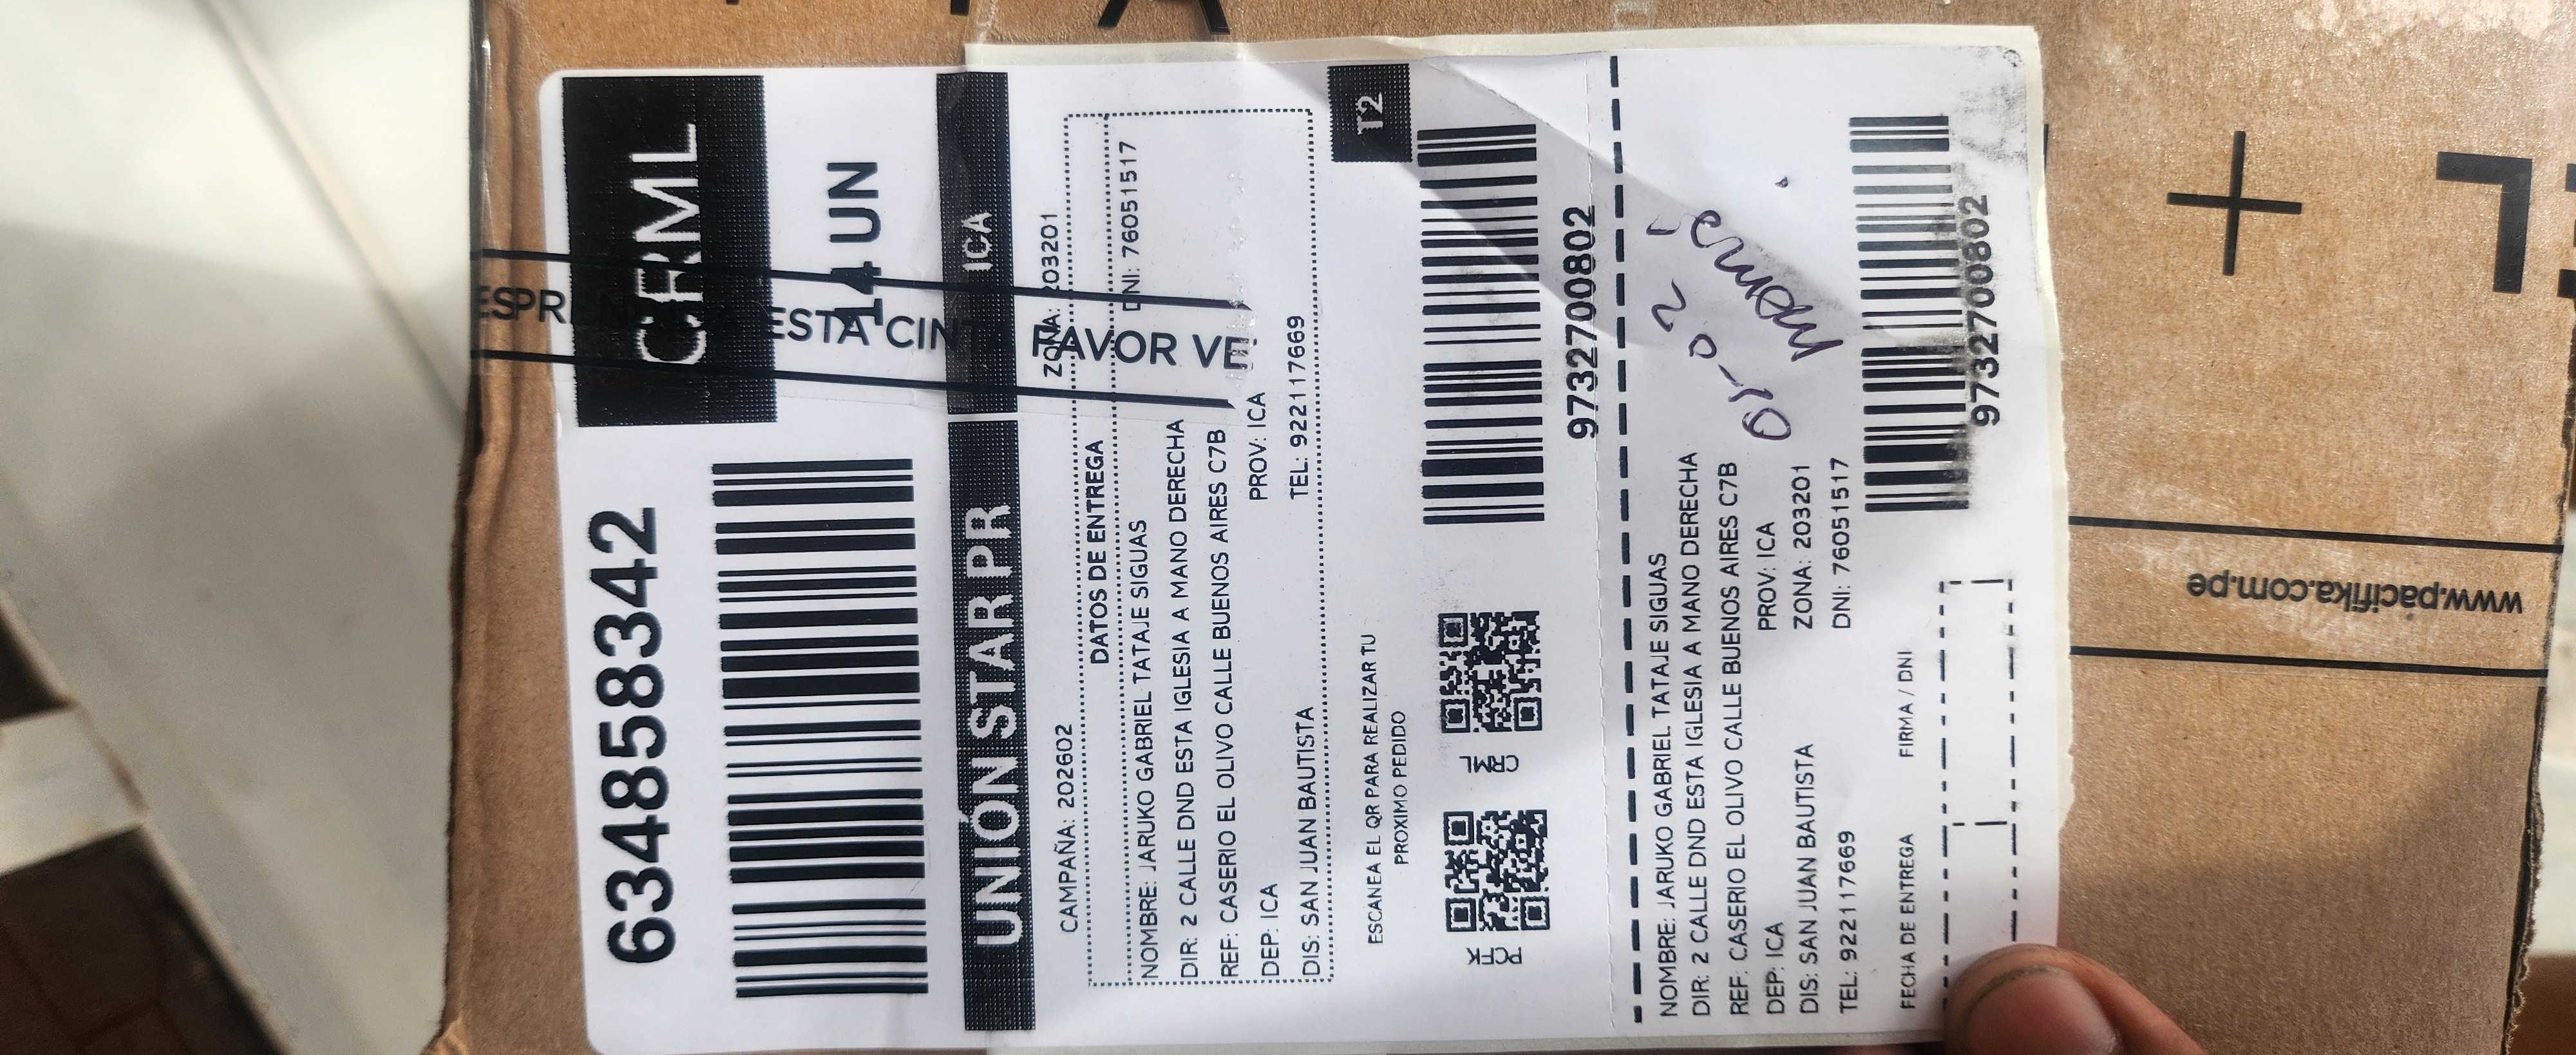 6348583422
CFRML
14 UN
UNIÓN STAR PR
ICA
CAMPAÑA: 202602
ZONA: 203201
DATOS DE ENTREGA
NOMBRE: JARUKO GABRIEL TATAJE SIGUAS
DNI: 76051517
DIR: 2 CALLE DND ESTA IGLESIA A MANO DERECHA
REF: CASERIO EL OLIVO CALLE BUENOS AIRES C7B
DEP: ICA
PROV: ICA
DIS: SAN JUAN BAUTISTA
TEL: 922117669
ESTA CIN
FAVOR VE
T2
ESCANEA EL QR PARA REALIZAR TU
PROXIMO PEDIDO
PCFK
CRML
9732700802
NOMBRE: JARUKO GABRIEL TATAJE SIGUAS
DIR: 2 CALLE DND ESTA IGLESIA A MANO DERECHA
REF: CASERIO EL OLIVO CALLE BUENOS AIRES C7B
DEP: ICA
PROV: ICA
DIS: SAN JUAN BAUTISTA
ZONA: 203201
TEL: 922117669
DNI: 76051517
FECHA DE ENTREGA
FIRMA / DNI
9732700802
www.pacifika.com.pe